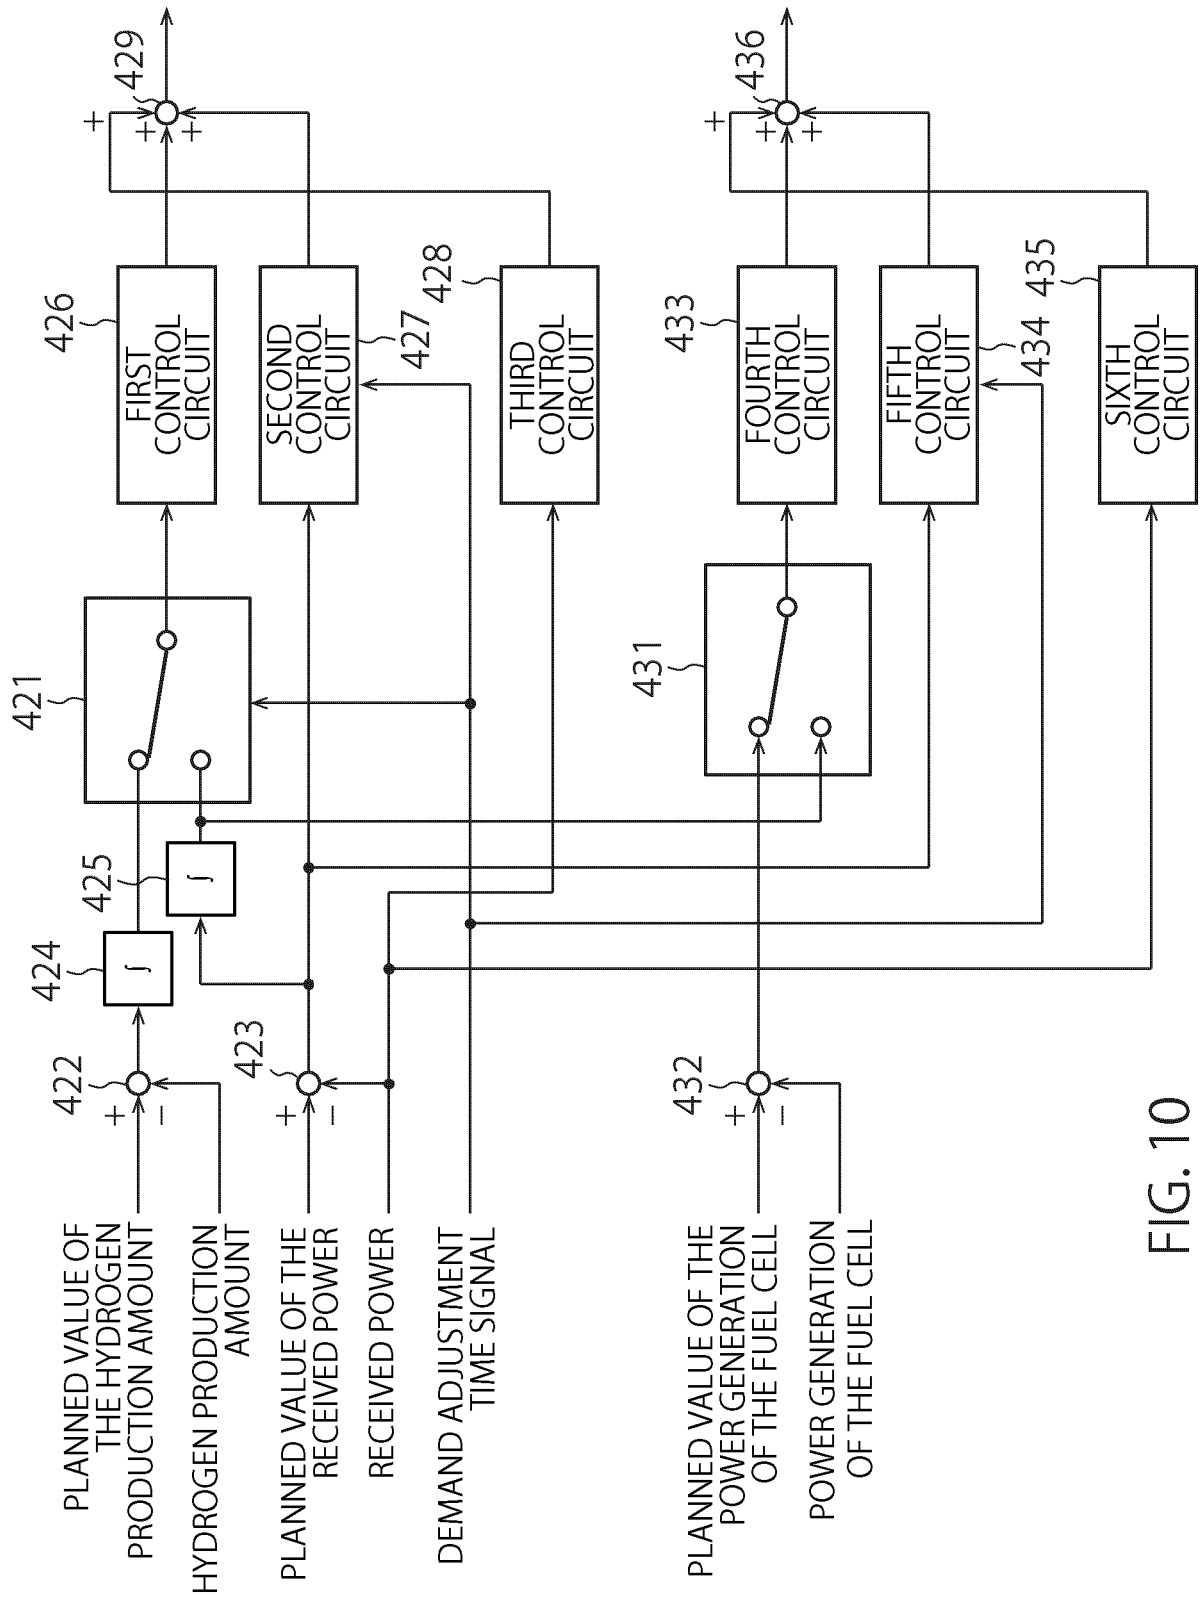 PLANNED VALUE OF
THE HYDROGEN
PRODUCTION AMOUNT
HYDROGEN PRODUCTION
AMOUNT
PLANNED VALUE OF THE
RECEIVED POWER
RECEIVED POWER
DEMAND ADJUSTMENT
TIME SIGNAL
PLANNED VALUE OF THE
POWER GENERATION
OF THE FUEL CELL
POWER GENERATION
OF THE FUEL CELL
422
+
−
423
+
−
432
+
−
424
∫
425
∫
421
431
426
FIRST
CONTROL
CIRCUIT
SECOND
CONTROL
CIRCUIT
427
428
THIRD
CONTROL
CIRCUIT
433
FOURTH
CONTROL
CIRCUIT
FIFTH
CONTROL
CIRCUIT
434
435
SIXTH
CONTROL
CIRCUIT
429
+
+
+
436
+
+
+
FIG. 10